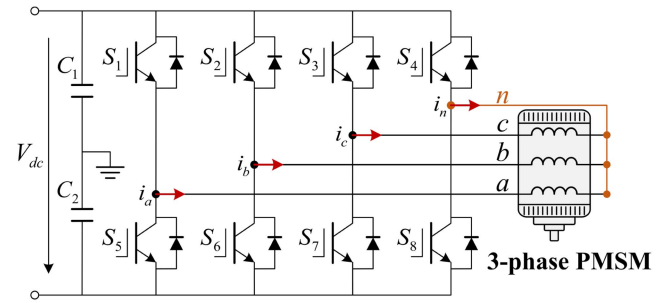 S1 S2 S3 S4
C1
in n
ic c
Vdc
ib b
C2
ia a
S5 S6 S7 S8
3-phase PMSM